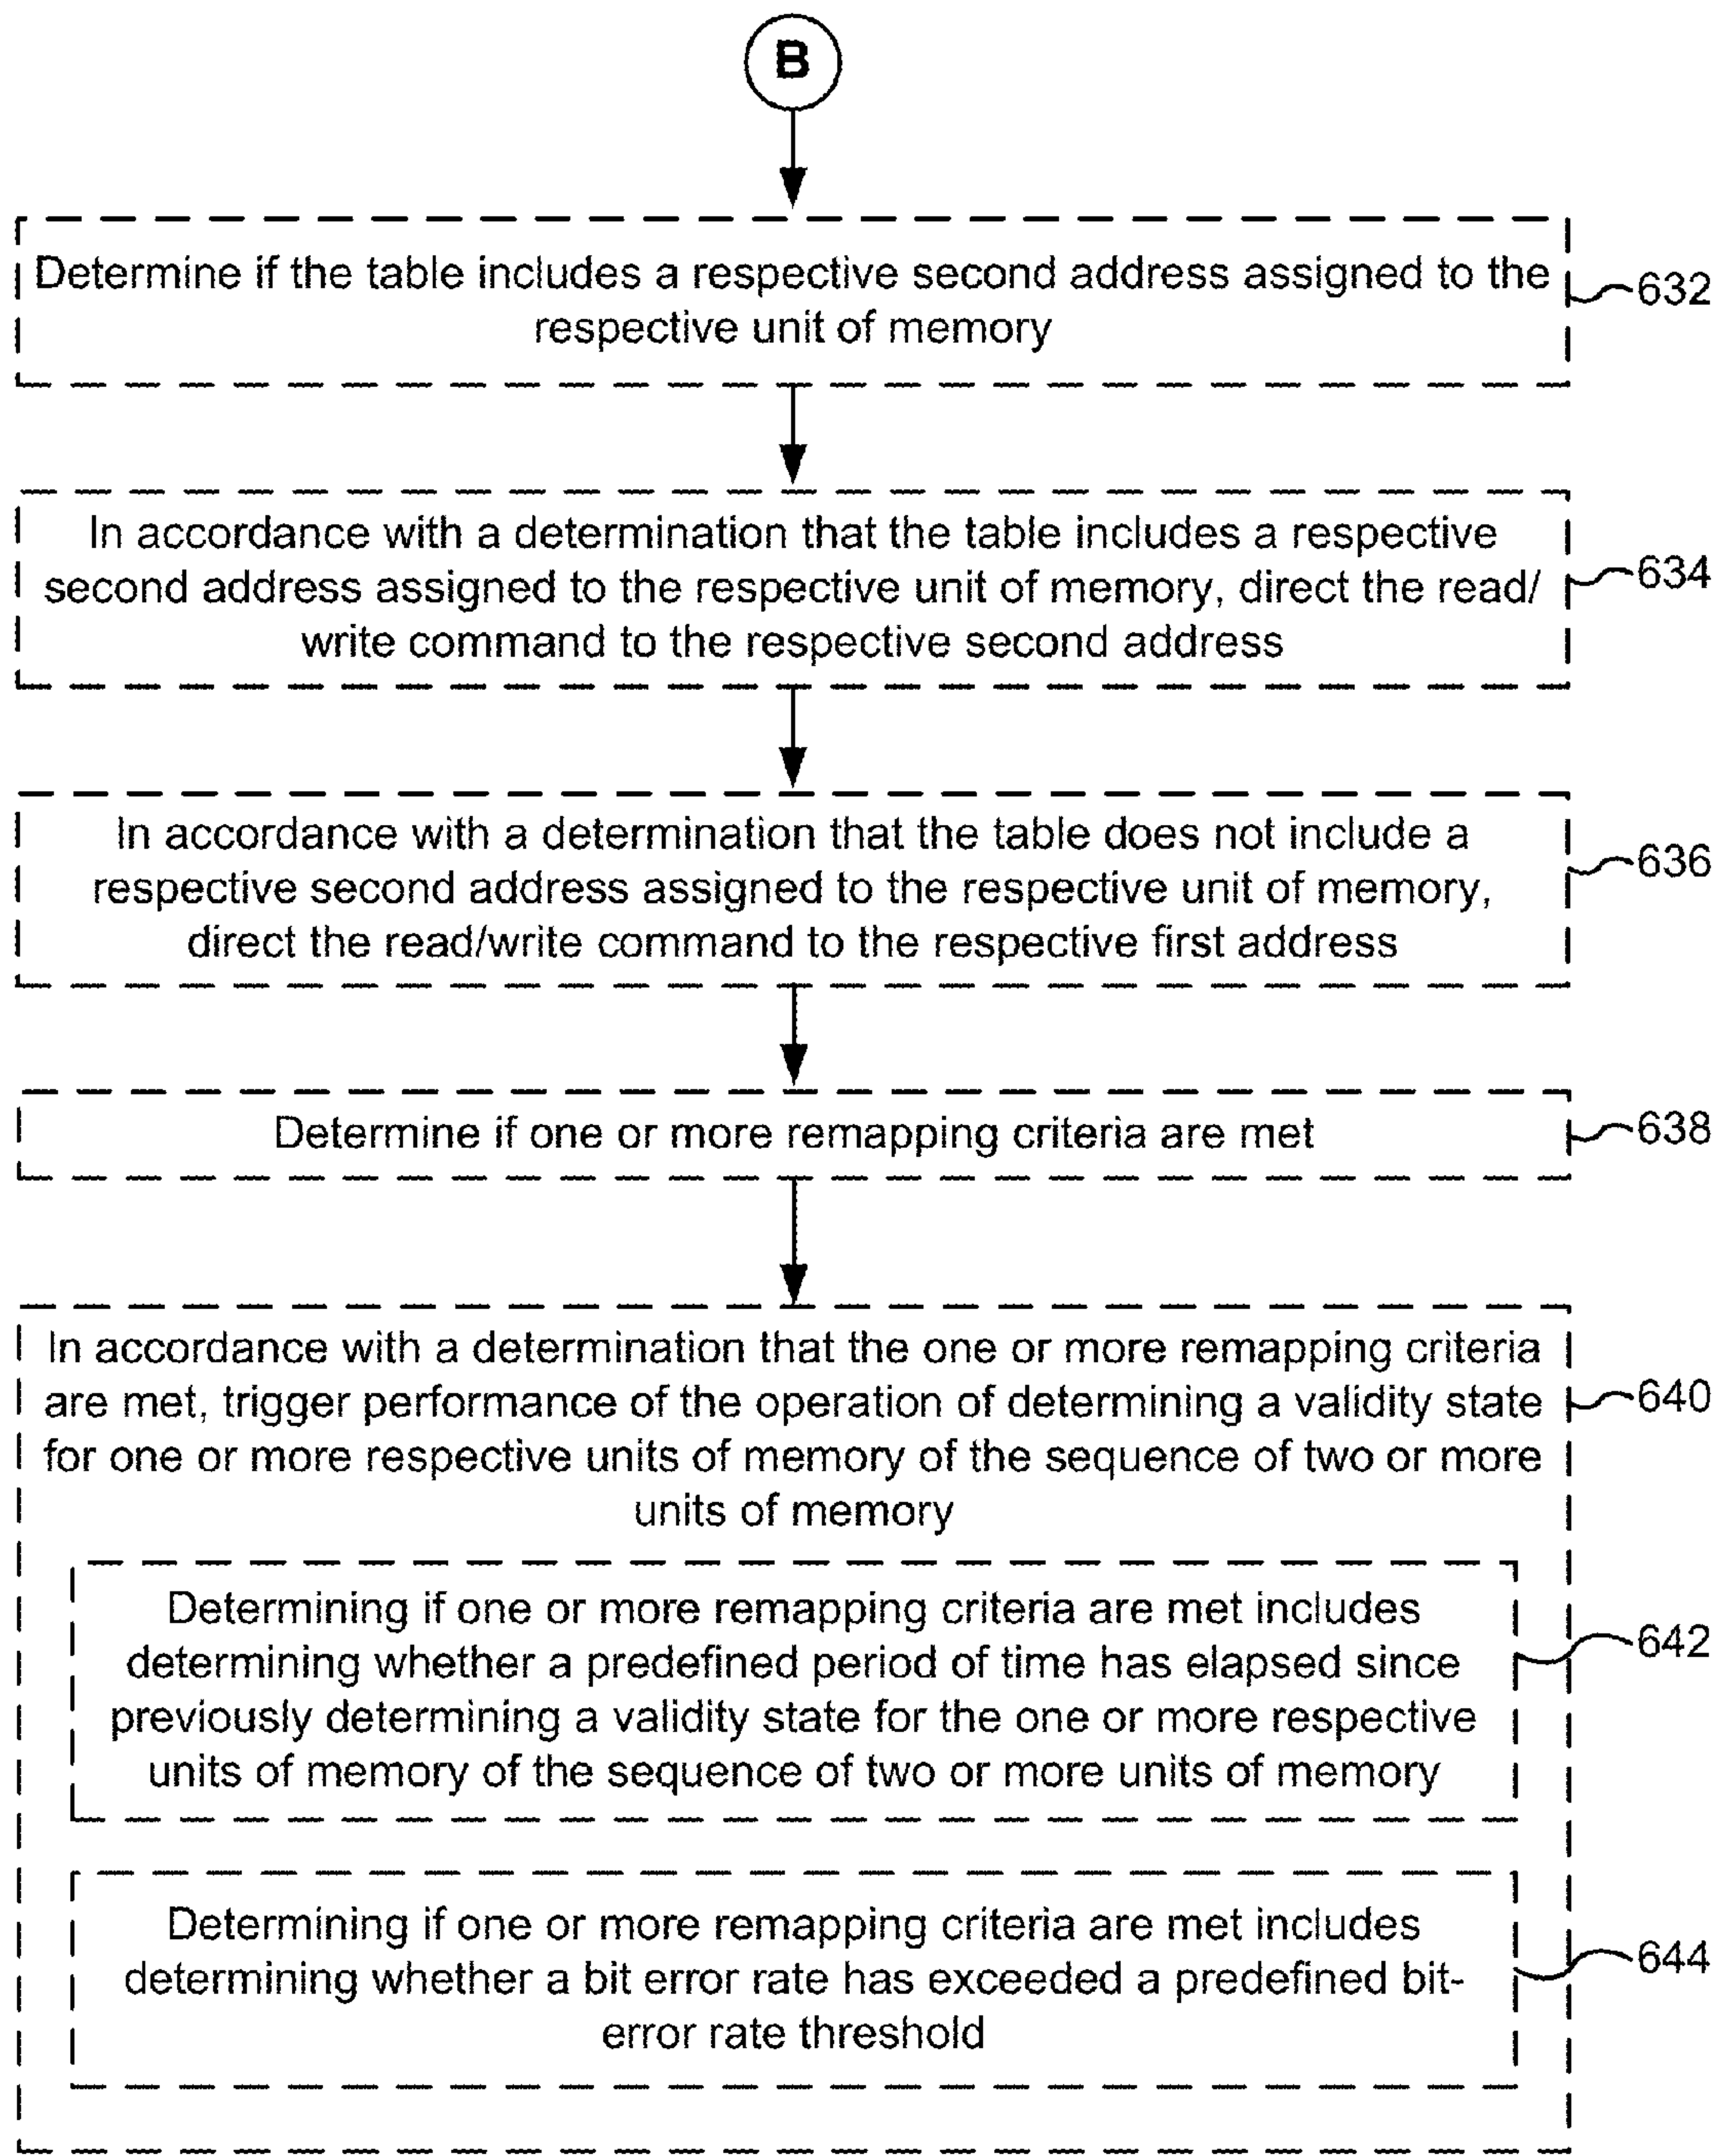 B
Determine if the table includes a respective second address assigned to the
respective unit of memory
632
In accordance with a determination that the table includes a respective
second address assigned to the respective unit of memory, direct the read/
write command to the respective second address
634
In accordance with a determination that the table does not include a
respective second address assigned to the respective unit of memory,
direct the read/write command to the respective first address
636
Determine if one or more remapping criteria are met
638
In accordance with a determination that the one or more remapping criteria
are met, trigger performance of the operation of determining a validity state
for one or more respective units of memory of the sequence of two or more
units of memory
640
Determining if one or more remapping criteria are met includes
determining whether a predefined period of time has elapsed since
previously determining a validity state for the one or more respective
units of memory of the sequence of two or more units of memory
642
Determining if one or more remapping criteria are met includes
determining whether a bit error rate has exceeded a predefined bit-
error rate threshold
644